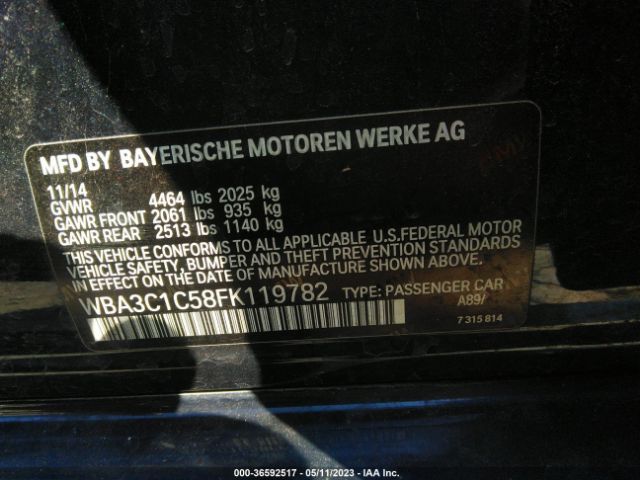 MFD BY BAYERISCHE MOTOREN WERKE AG
11/14
GVWR 4464 lbs 2025 kg
GAWR FRONT 2061 lbs 935 kg
GAWR REAR 2513 lbs 1140 kg
THIS VEHICLE CONFORMS TO ALL APPLICABLE U.S.FEDERAL MOTOR
VEHICLE SAFETY, BUMPER, AND THEFT PREVENTION STANDARDS
IN EFFECT ON THE DATE OF MANUFACTURE SHOWN ABOVE.
WBA3C1C58FK119782 TYPE: PASSENGER CAR
A89/
7 315 814
000-36592517 - 05/11/2023 - IAA Inc.